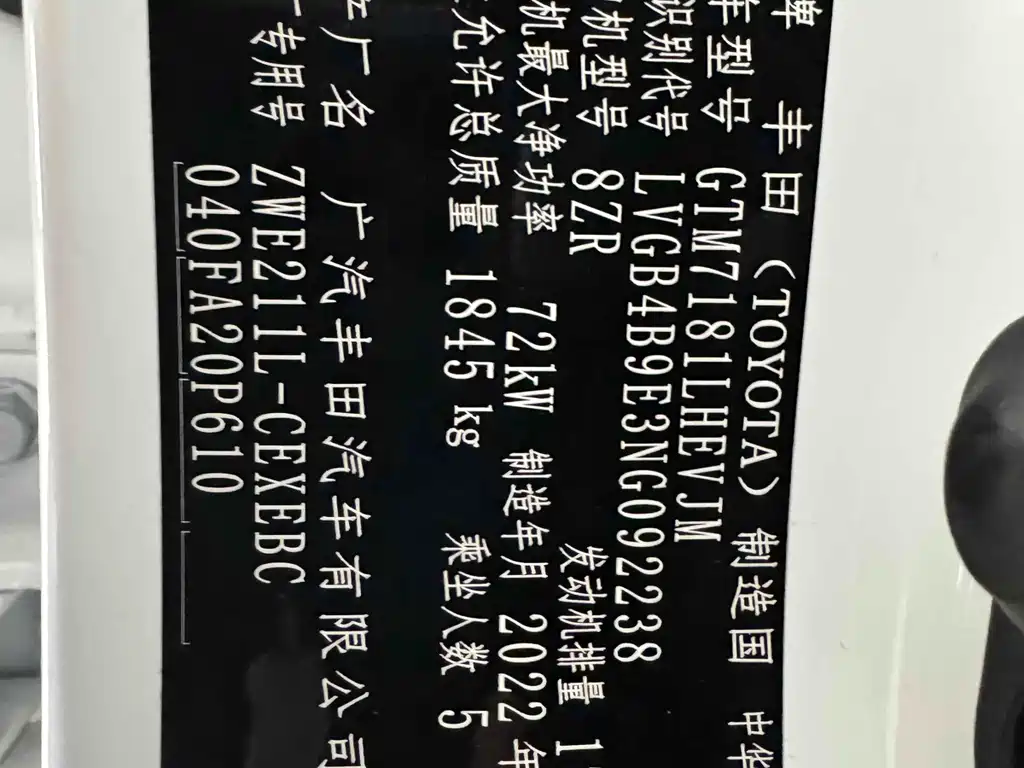 牌 丰田（TOYOTA） 制造国 中华
车型号 GTM7181LHEVJM
识别代号 LVGB4B9E3NG092238
机型号 8ZR 发动机排量 1
机最大净功率 72kW 制造年月 2022 年
允许总质量 1845 kg 乘坐人数 5
厂名 广汽丰田汽车有限公司
专用号 ZWE211L-CEXEBC
040FA20P610